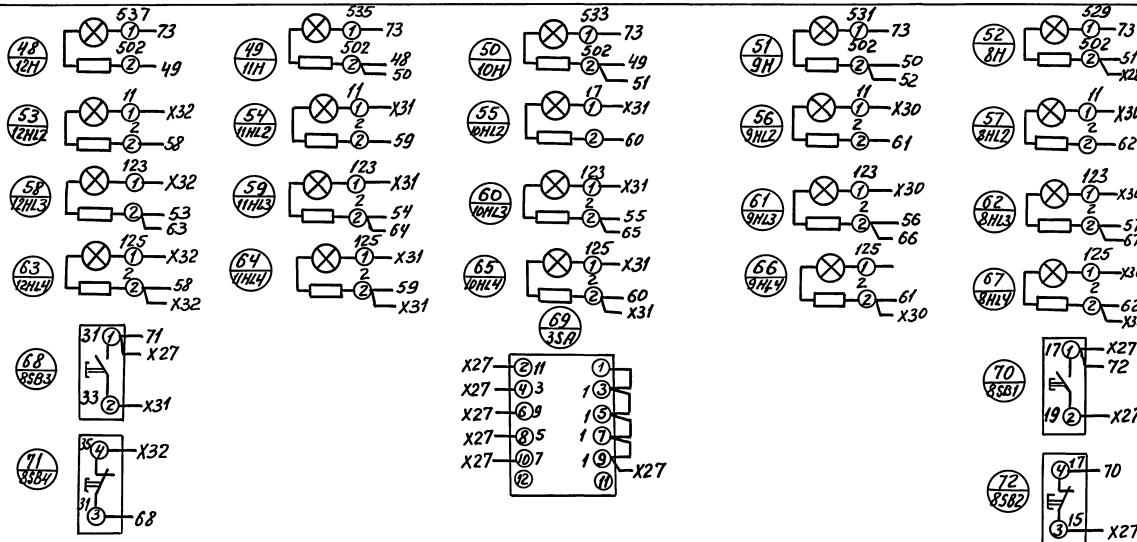 537 535 533 531 529
48 12H 1 73 49 11H 1 73 50 10H 1 73 51 9H 1 73 52 8H 1 73
502 502 502 502 502
2 49 2 48 2 49 2 50 2 51
50 51 52
11 11 17 11 11
53 12HL2 1 X32 54 11HL2 1 X31 55 10HL2 1 X31 56 9HL2 1 X30 57 8HL2 1 X30
2 2 2 2
2 58 2 59 2 60 2 61 2 62
123 123 123 123 123
58 12HL3 1 X32 59 11HL3 1 X31 60 10HL3 1 X31 61 9HL3 1 X30 62 8HL3 1
2 2 2 2
2 53 2 54 2 55 2 56 2 57
63 64 65 66 67
125 125 125 125 125
63 12HL4 1 X32 64 11HL4 1 X31 65 10HL4 1 X31 66 9HL4 1 67 8HL4 1
2 2 2 2 2
2 58 2 59 2 60 2 61 2 62
X32 X31 X31 X30
69 3SA
68 8SB3 31 1 71
X27
33 2 X31
X27 2 11 1
X27 4 3 1 3
X27 6 9 1 5
X27 8 5 1 7
X27 10 7 1 9 X27
12 11
70 8SB1 17 1 X27
72
19 2 X27
71 8SB4 35 4 X32
31 3 68
72 8SB2 4 17 70
3 15 X27